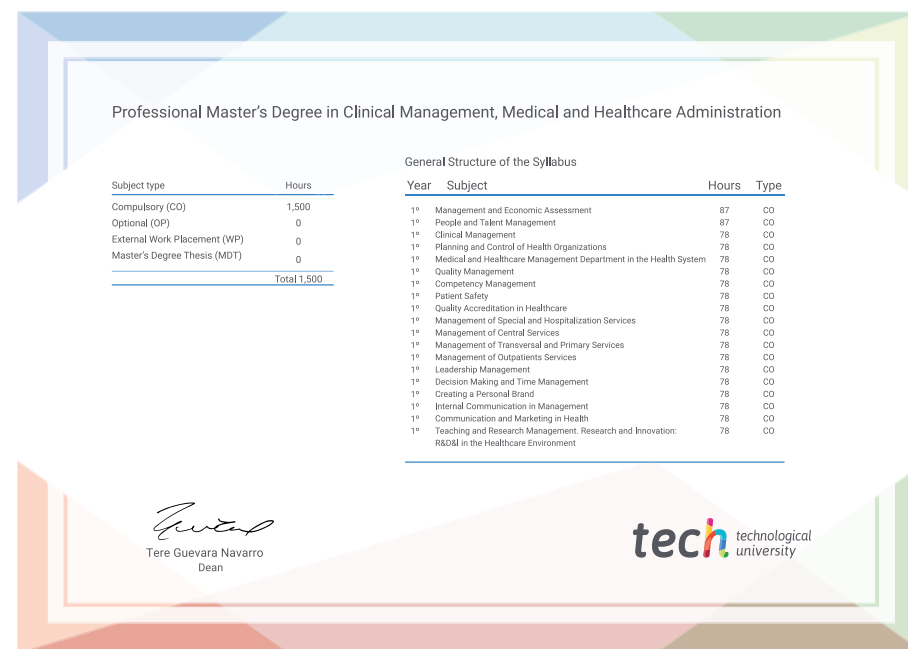 Professional Master's Degree in Clinical Management, Medical and Healthcare Administration
Subject type Hours
Compulsory (CO) 1,500
Optional (OP) 0
External Work Placement (WP) 0
Master's Degree Thesis (MDT) 0
Total 1,500
General Structure of the Syllabus
Year Subject Hours Type
1º Management and Economic Assessment 87 CO
1º People and Talent Management 87 CO
1º Clinical Management 78 CO
1º Planning and Control of Health Organizations 78 CO
1º Medical and Healthcare Management Department in the Health System 78 CO
1º Quality Management 78 CO
1º Competency Management 78 CO
1º Patient Safety 78 CO
1º Quality Accreditation in Healthcare 78 CO
1º Management of Special and Hospitalization Services 78 CO
1º Management of Central Services 78 CO
1º Management of Transversal and Primary Services 78 CO
1º Management of Outpatients Services 78 CO
1º Leadership Management 78 CO
1º Decision Making and Time Management 78 CO
1º Creating a Personal Brand 78 CO
1º Internal Communication in Management 78 CO
1º Communication and Marketing in Health 78 CO
1º Teaching and Research Management. Research and Innovation: 78 CO
R&D&I in the Healthcare Environment
Tere Guevara Navarro
Dean
tech technological
university